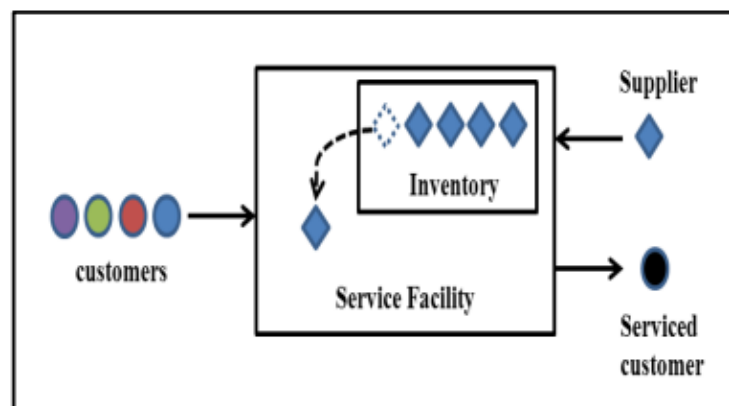 Supplier
Inventory
customers
Service Facility
Serviced
customer